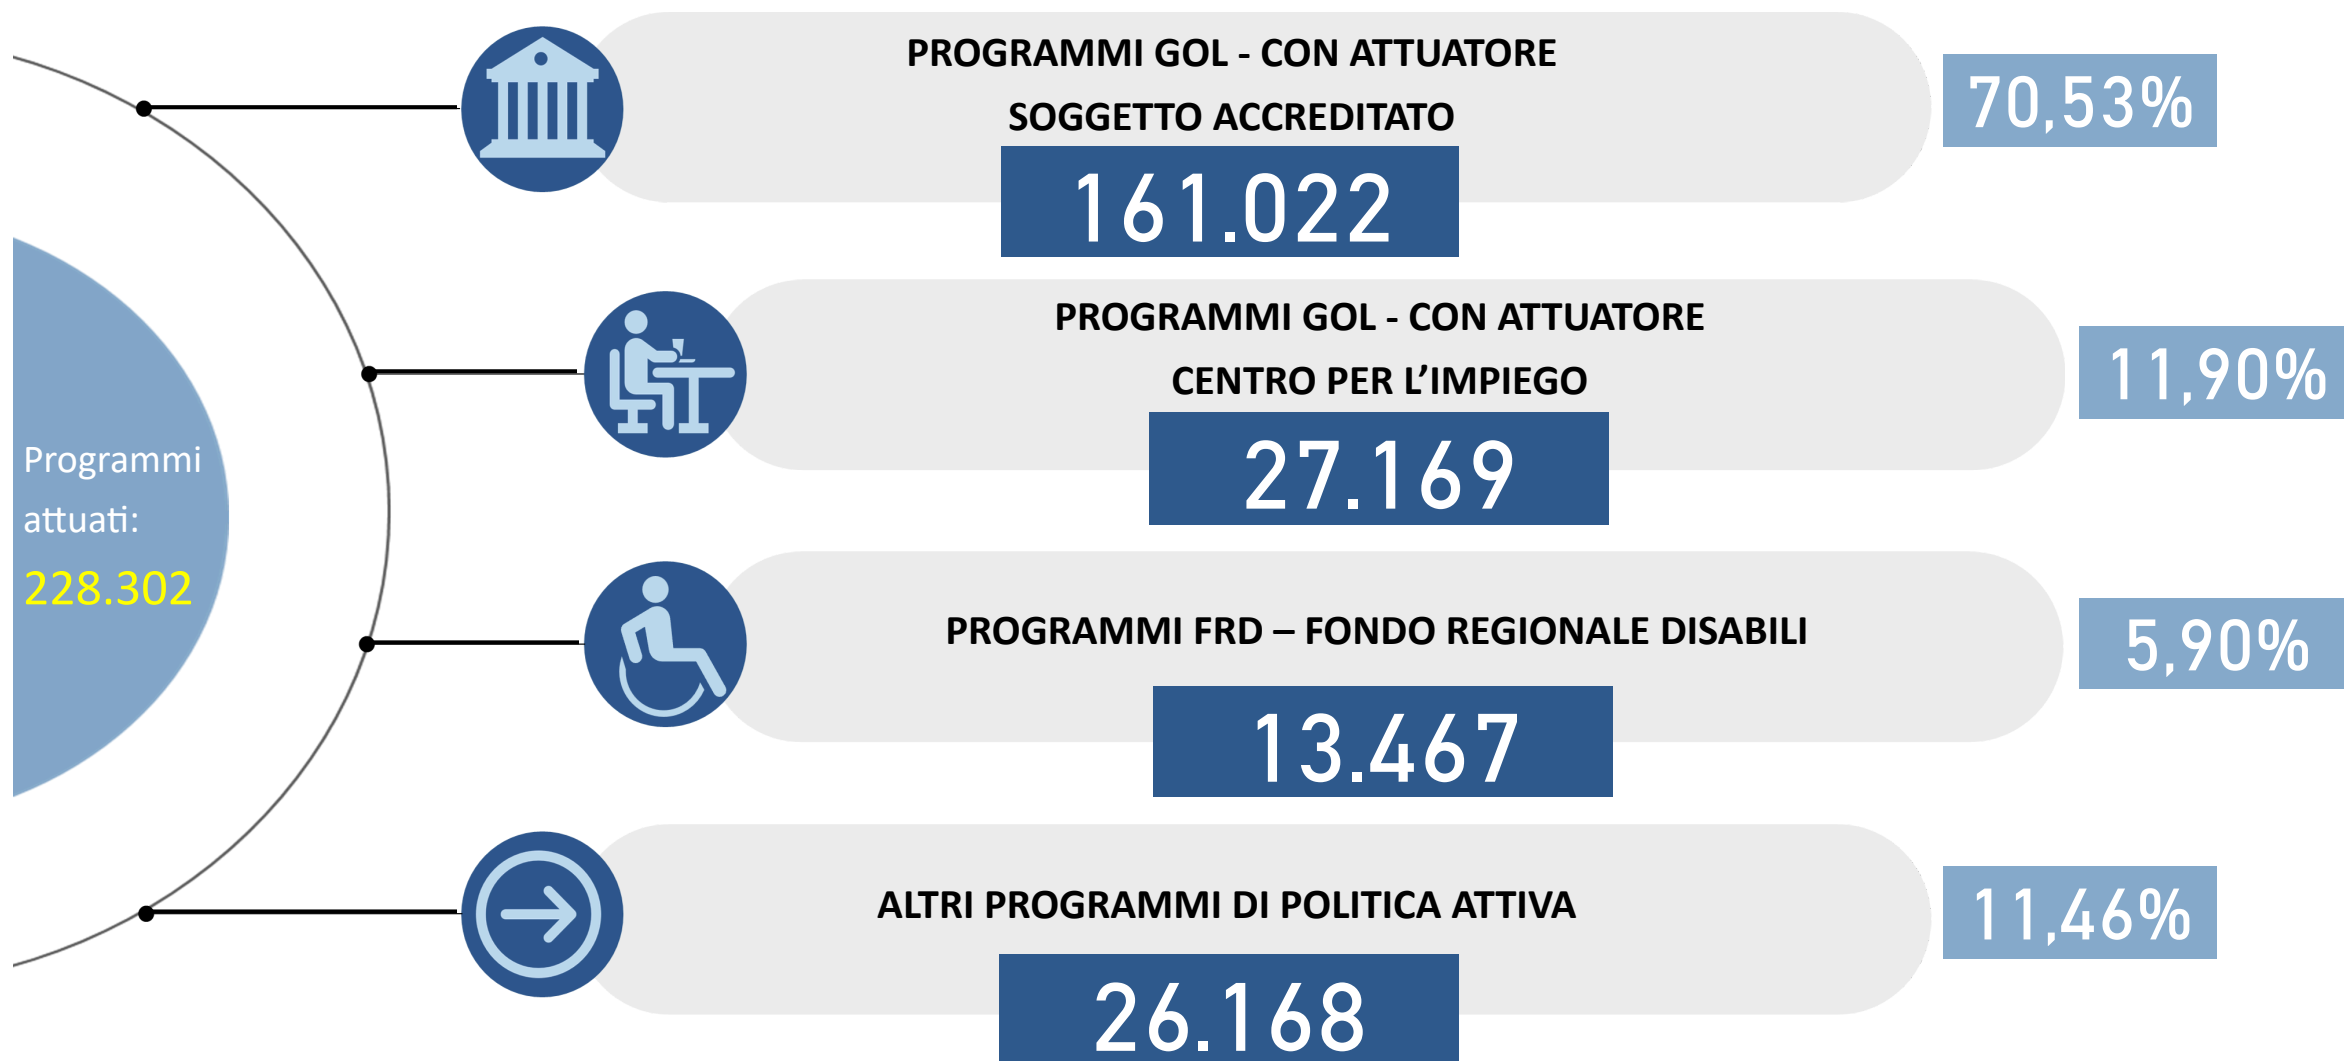 PROGRAMMI GOL - CON ATTUATORE
SOGGETTO ACCREDITATO
161.022
70,53%
PROGRAMMI GOL - CON ATTUATORE
CENTRO PER L’IMPIEGO
27.169
11,90%
Programmi
attuati:
228.302
PROGRAMMI FRD – FONDO REGIONALE DISABILI
13.467
5,90%
ALTRI PROGRAMMI DI POLITICA ATTIVA
26.168
11,46%